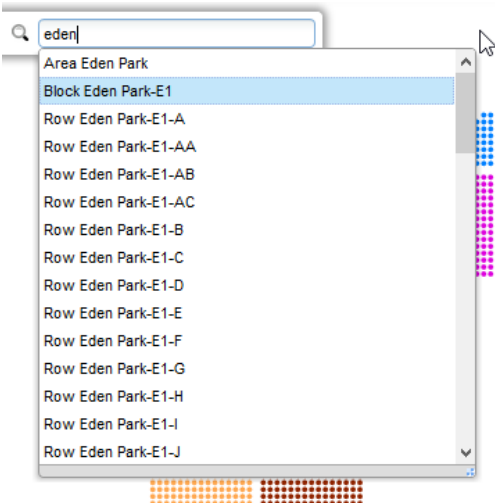 eden
Area Eden Park
Block Eden Park-E1
Row Eden Park-E1-A
Row Eden Park-E1-AA
Row Eden Park-E1-AB
Row Eden Park-E1-AC
Row Eden Park-E1-B
Row Eden Park-E1-C
Row Eden Park-E1-D
Row Eden Park-E1-E
Row Eden Park-E1-F
Row Eden Park-E1-G
Row Eden Park-E1-H
Row Eden Park-E1-I
Row Eden Park-E1-J